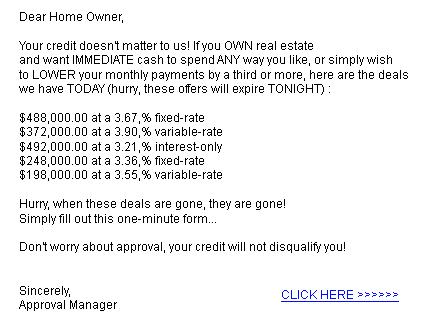 Dear Home Owner,
Your credit doesn't matter to us! If you OWN real estate
and want IMMEDIATE cash to spend ANY way you like, or simply wish
to LOWER your monthly payments by a third or more, here are the deals
we have TODAY (hurry, these offers will expire TONIGHT) :
$488,000.00 at a 3.67,% fixed-rate
$372,000.00 at a 3.90,% variable-rate
$492,000.00 at a 3.21,% interest-only
$248,000.00 at a 3.36,% fixed-rate
$198,000.00 at a 3.55,% variable-rate
Hurry, when these deals are gone, they are gone!
Simply fill out this one-minute form...
Don't worry about approval, your credit will not disqualify you!
Sincerely,
Approval Manager
CLICK HERE >>>>>>